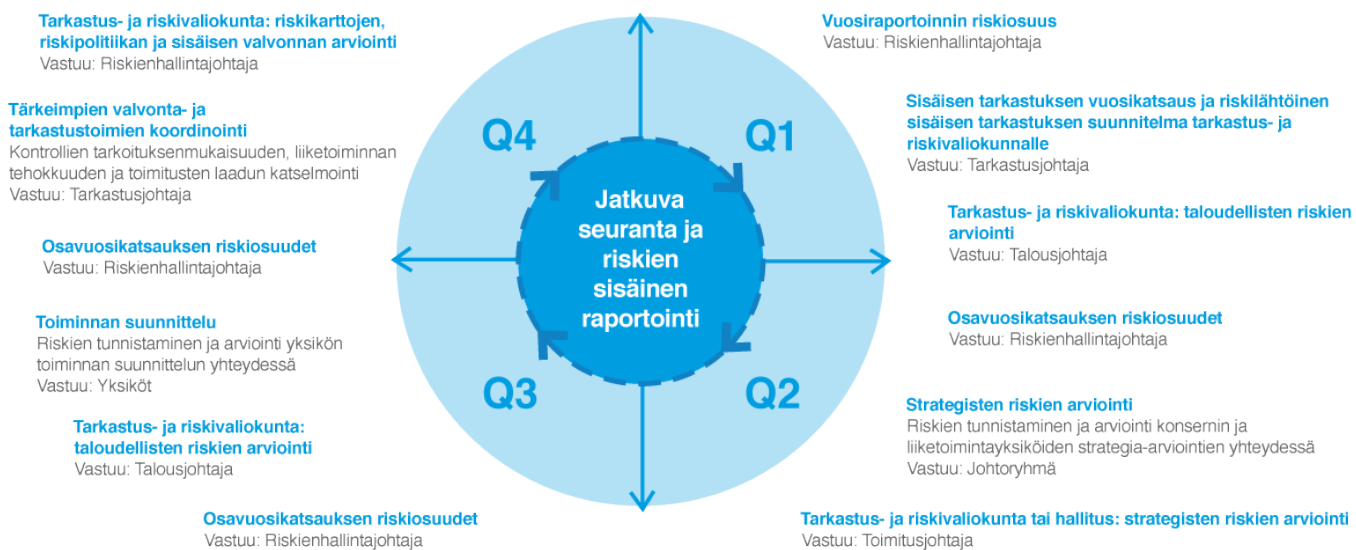 Tarkastus- ja riskivaliokunta: riskikarttojen,
riskipolitiikan ja sisäisen valvonnan arviointi
Vastuu: Riskienhallintajohtaja
Tärkeimpien valvonta- ja
tarkastustoimien koordinointi
Kontrollien tarkoituksenmukaisuuden, liiketoiminnan
tehokkuuden ja toimitusten laadun katselmointi
Vastuu: Tarkastusjohtaja
Osavuosikatsauksen riskiosuudet
Vastuu: Riskienhallintajohtaja
Toiminnan suunnittelu
Riskien tunnistaminen ja arviointi yksikön
toiminnan suunnittelun yhteydessä
Vastuu: Yksiköt
Tarkastus- ja riskivaliokunta:
taloudellisten riskien arviointi
Vastuu: Talousjohtaja
Osavuosikatsauksen riskiosuudet
Vastuu: Riskienhallintajohtaja
Q4
Q1
Jatkuva
seuranta ja
riskien
sisäinen
raportointi
Q3
Q2
Vuosiraportoinnin riskiosuus
Vastuu: Riskienhallintajohtaja
Sisäisen tarkastuksen vuosikatsaus ja riskilähtöinen
sisäisen tarkastuksen suunnitelma tarkastus- ja
riskivaliokunnalle
Vastuu: Tarkastusjohtaja
Tarkastus- ja riskivaliokunta: taloudellisten riskien
arviointi
Vastuu: Talousjohtaja
Osavuosikatsauksen riskiosuudet
Vastuu: Riskienhallintajohtaja
Strategisten riskien arviointi
Riskien tunnistaminen ja arviointi konsernin ja
liiketoimintayksiköiden strategia-arviointien yhteydessä
Vastuu: Johtoryhmä
Tarkastus- ja riskivaliokunta tai hallitus: strategisten riskien arviointi
Vastuu: Toimitusjohtaja